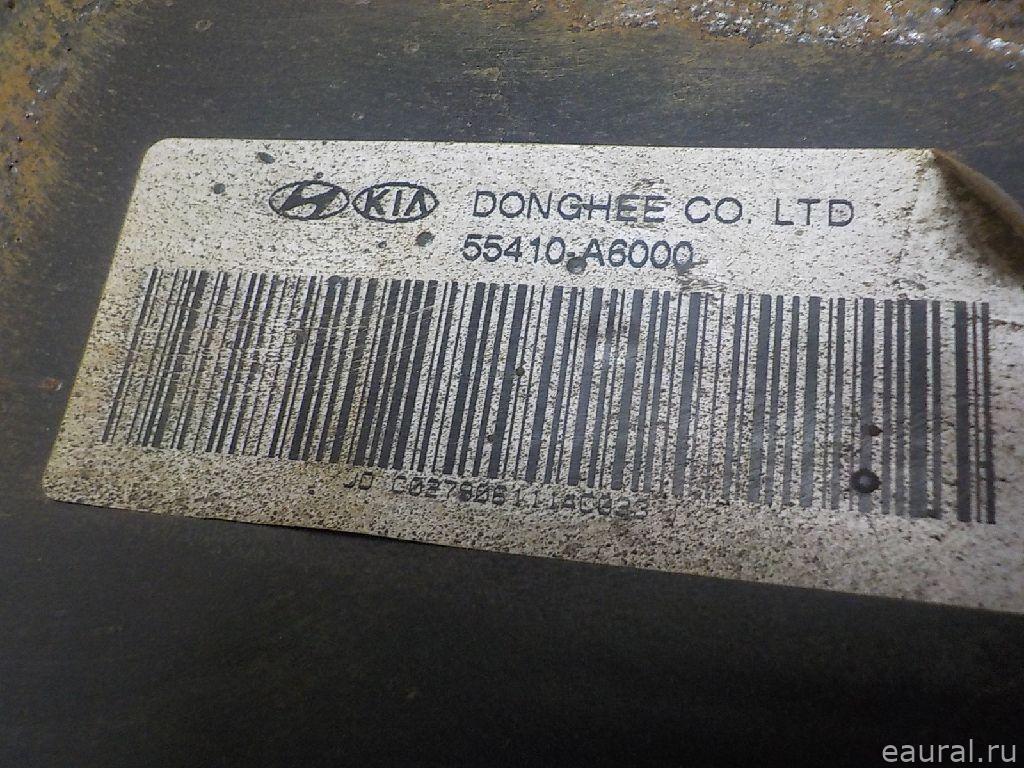 KIA DONGHEE CO. LTD
55410-A6000
eaural.ru